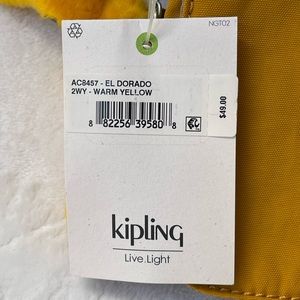 NGT02
AC8457 - EL DORADO
2WY - WARM YELLOW
8 82256 39580 8
$49.00
kipling
Live.Light